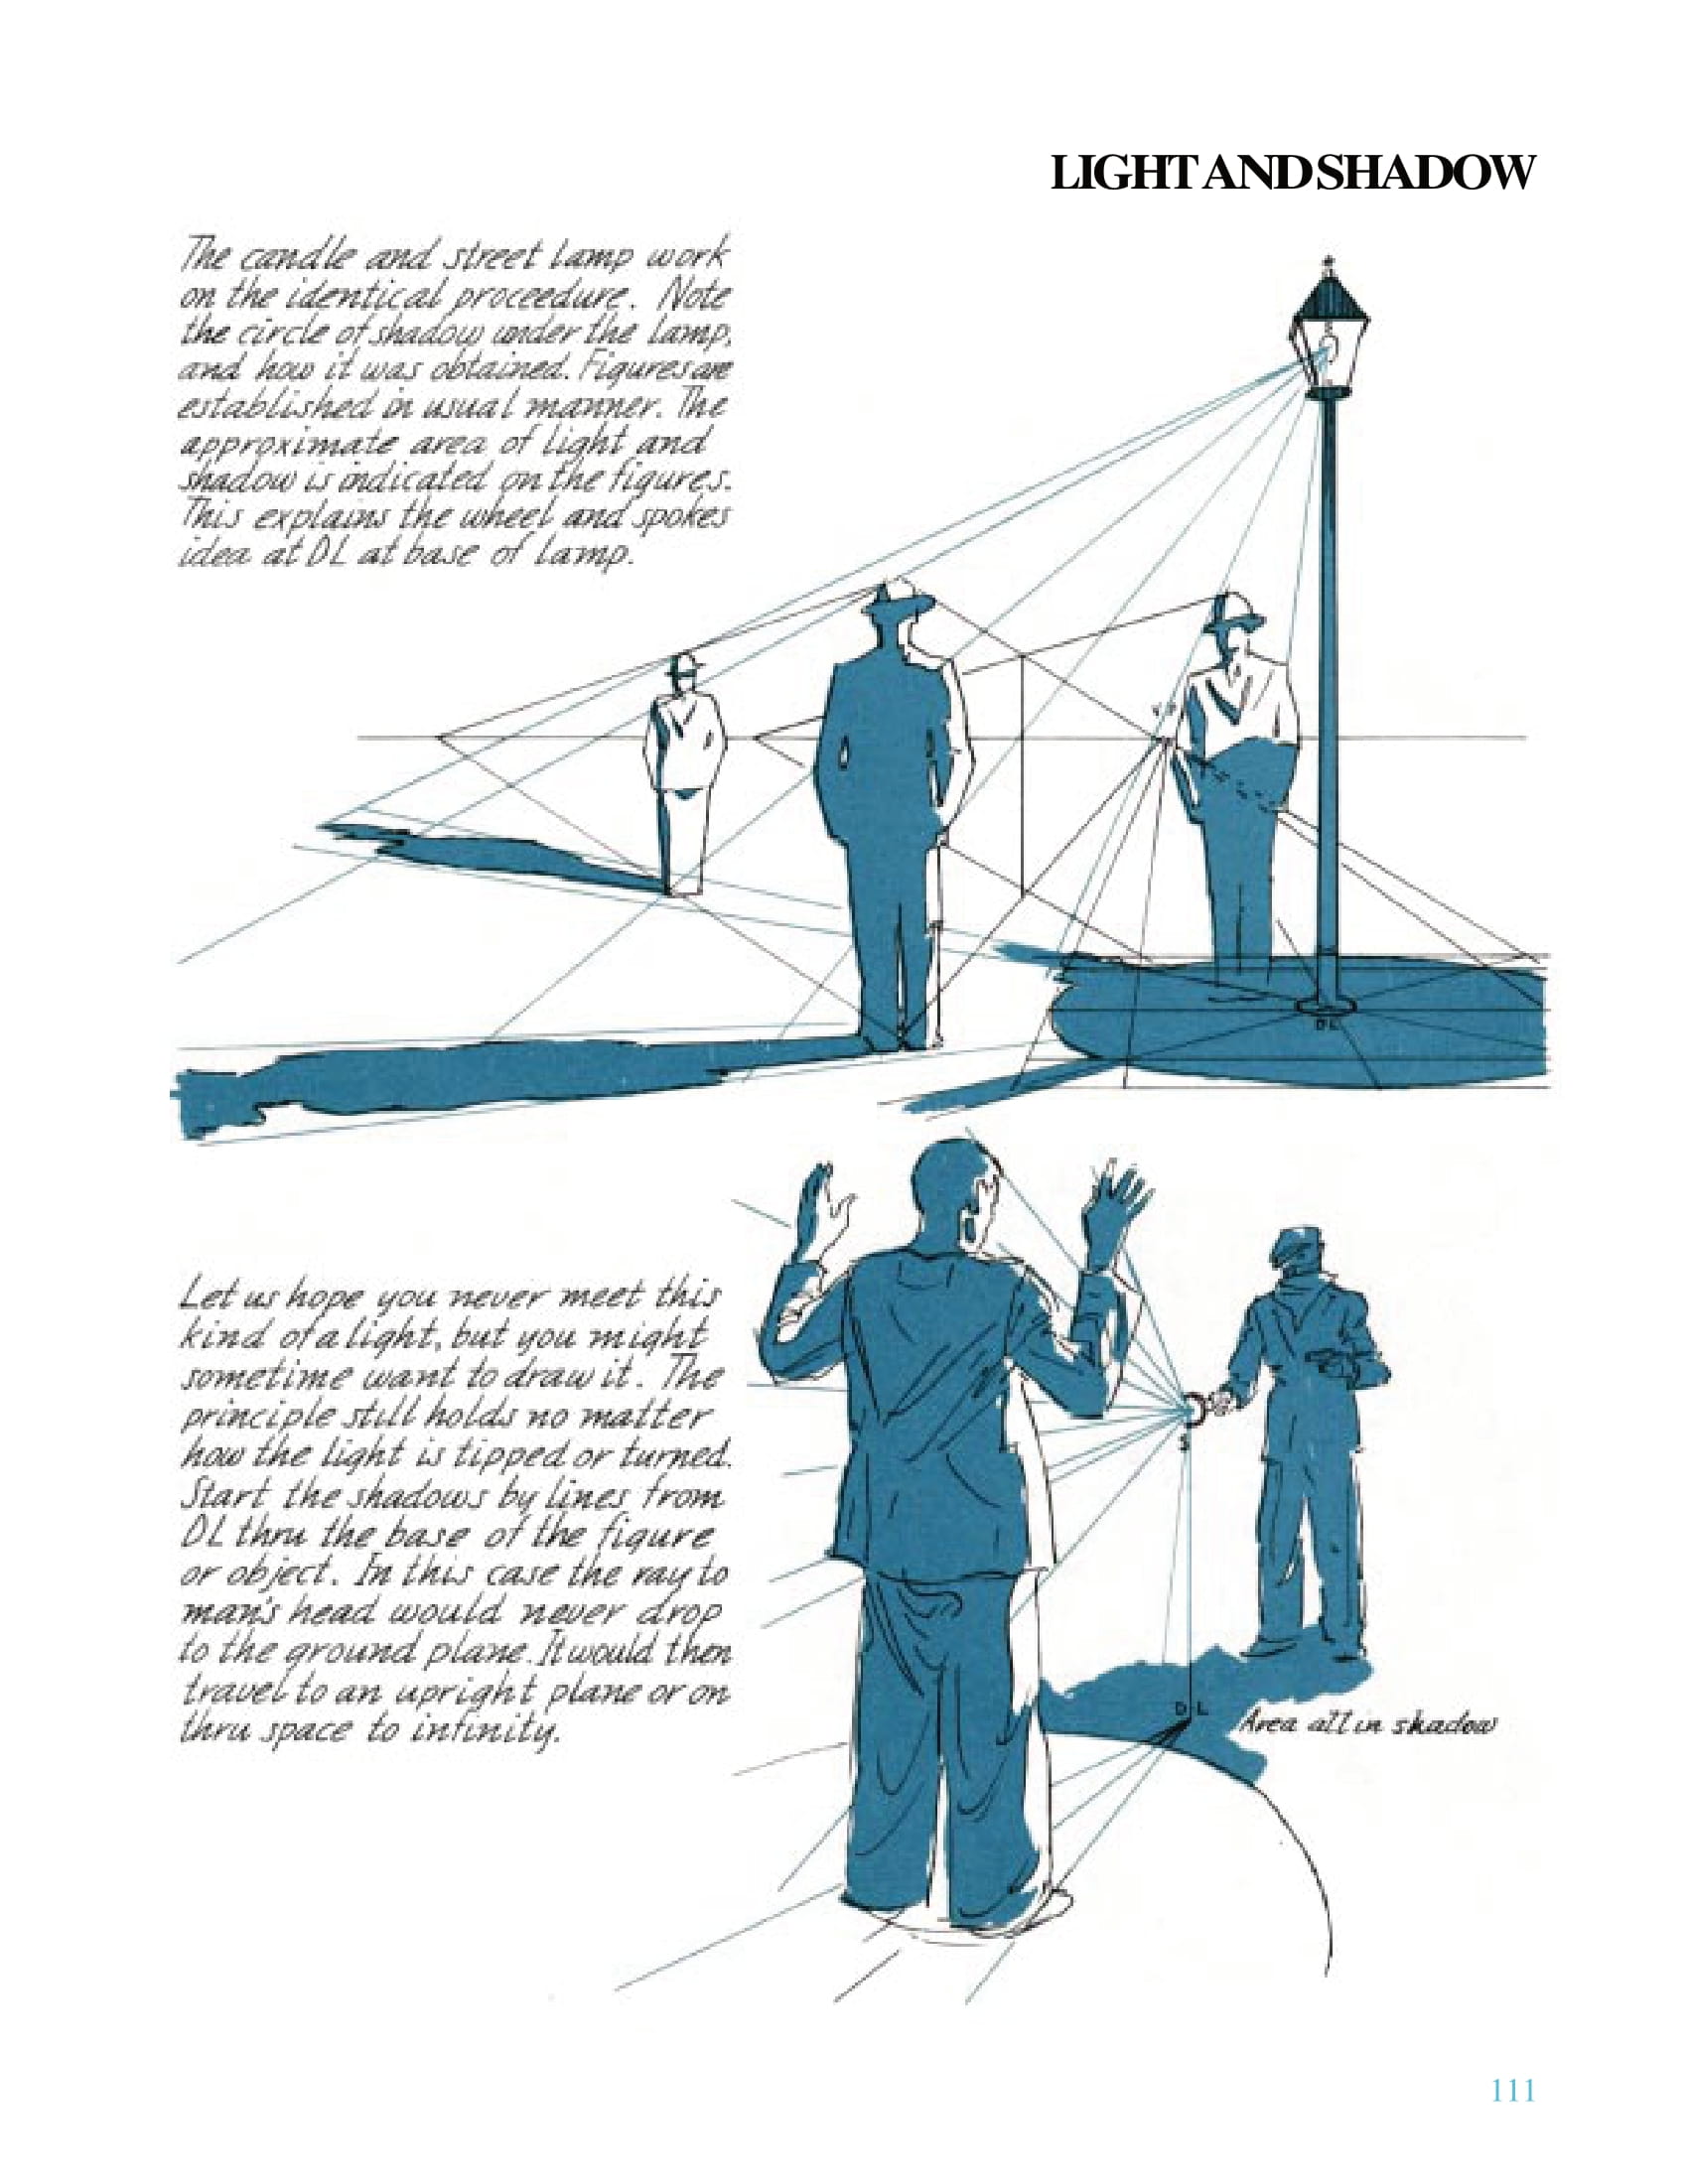 LIGHT AND SHADOW
The candle and street lamp work
on the identical proceedure. Note
the circle of shadow under the lamp,
and how it was obtained. Figures are
established in usual manner. The
approximate area of light and
shadow is indicated on the figures.
This explains the wheel and spokes
idea at DL at base of lamp.
V P
DL
Let us hope you never meet this
kind of a light, but you might
sometime want to draw it. The
principle still holds no matter
how the light is tipped or turned.
Start the shadows by lines from
DL thru the base of the figure
or object. In this case the ray to
man's head would never drop
to the ground plane. It would then
travel to an upright plane or on
thru space to infinity.
S
DL
Area all in shadow
111